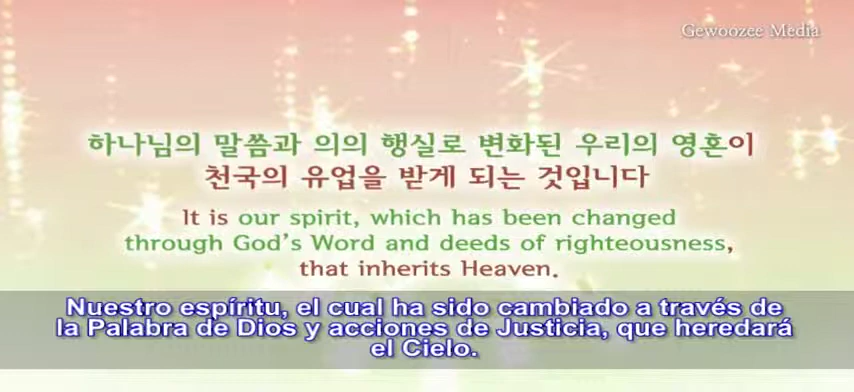 Gewoozee Media
하나님의 말씀과 의의 행실로 변화된 우리의 영혼이
천국의 유업을 받게 되는 것입니다
It is our spirit, which has been changed
through God's Word and deeds of righteousness,
that inherits Heaven.
Nuestro espíritu, el cual ha sido cambiado a través de
la Palabra de Dios y acciones de Justicia, que heredará
el Cielo.